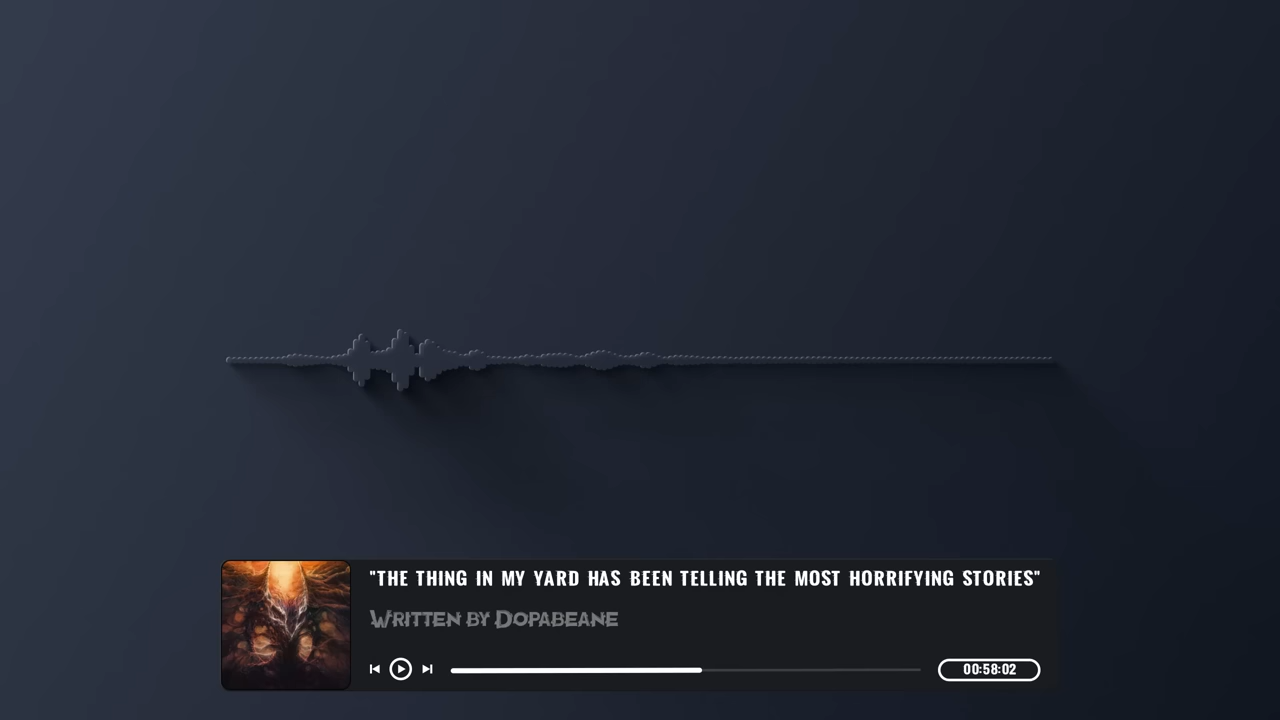 "THE THING IN MY YARD HAS BEEN TELLING THE MOST HORRIFYING STORIES"
WRITTEN BY DOPABEANE
00:58:02